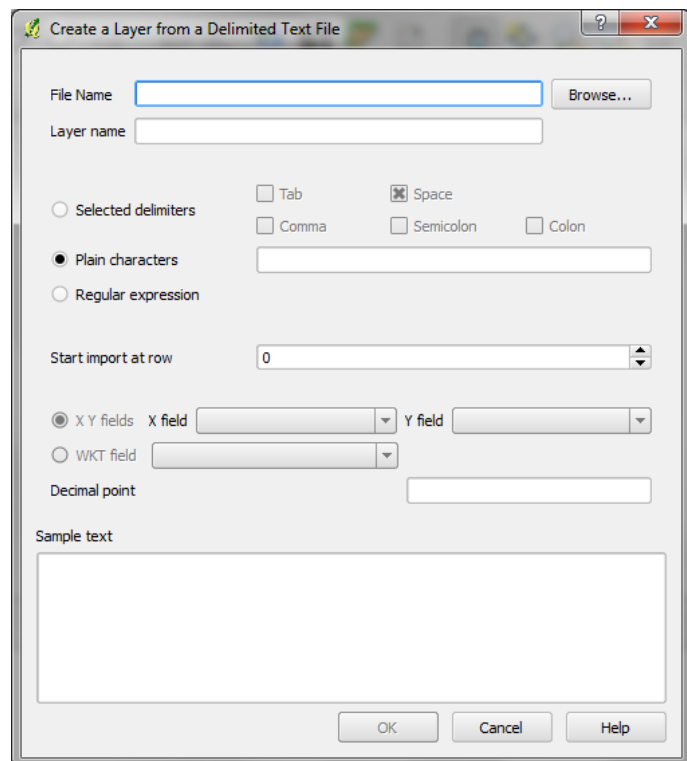 Create a Layer from a Delimited Text File
File Name
Browse...
Layer name
Tab
Space
Selected delimiters
Comma
Semicolon
Colon
Plain characters
Regular expression
Start import at row
0
X Y fields
X field
Y field
WKT field
Decimal point
Sample text
OK
Cancel
Help